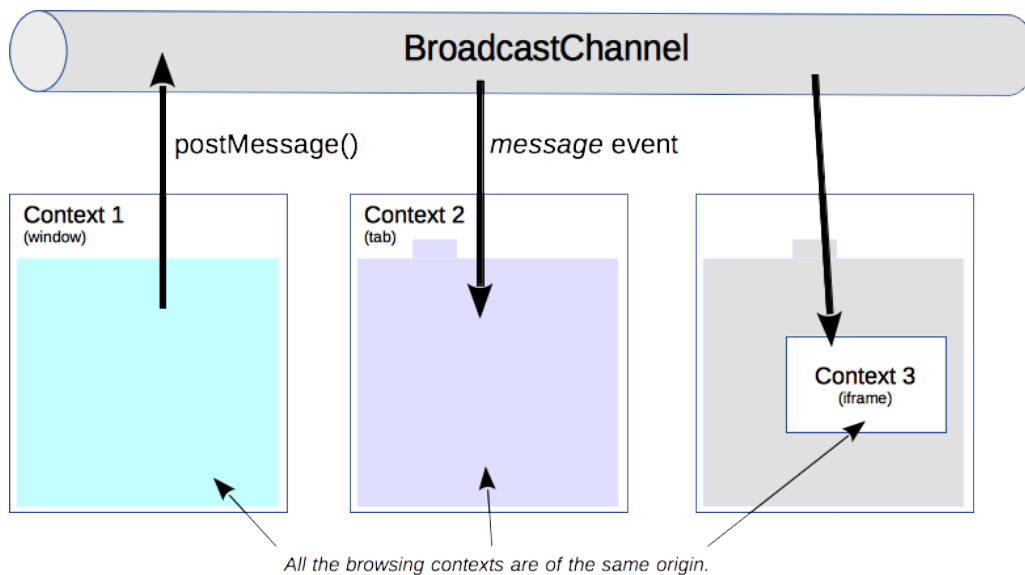 BroadcastChannel
postMessage()
message event
Context 1
(window)
Context 2
(tab)
Context 3
(iframe)
All the browsing contexts are of the same origin.